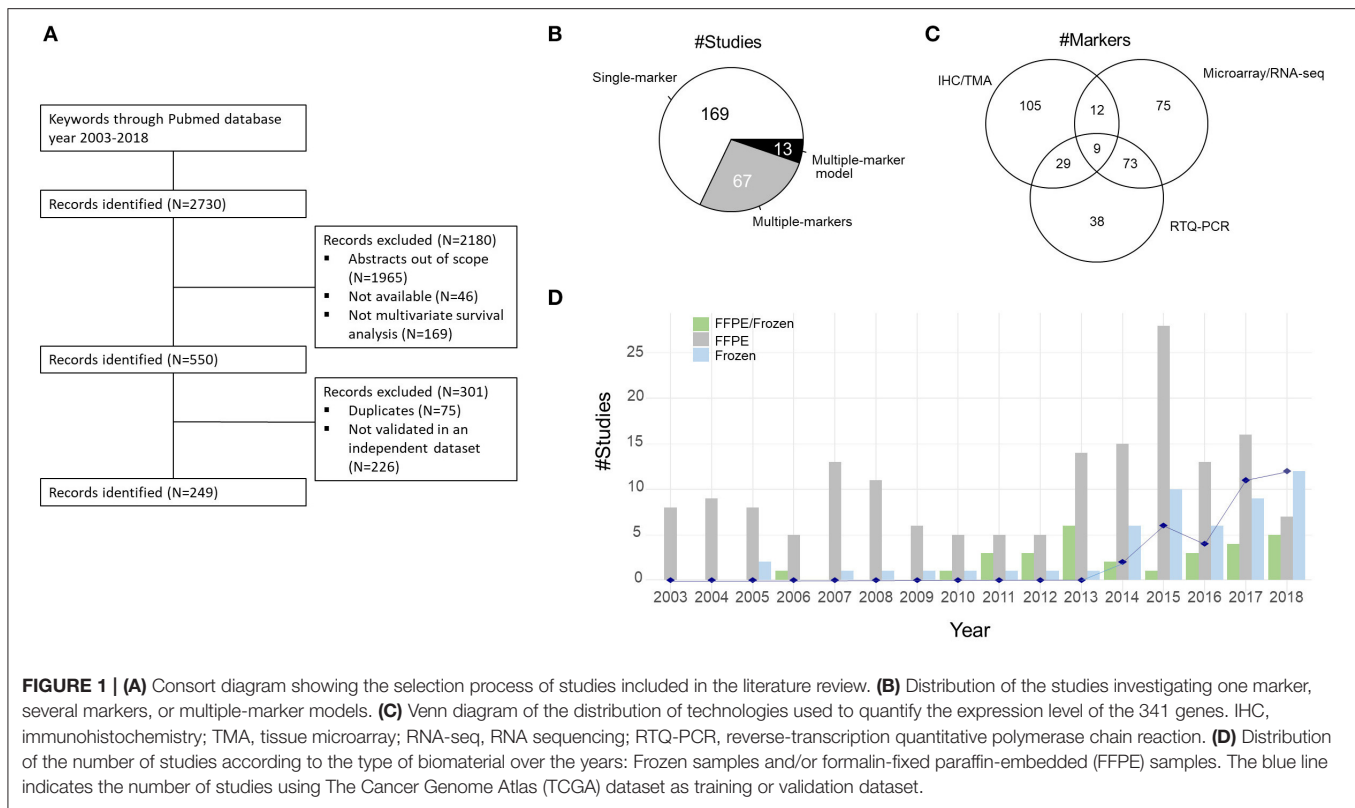 A
Keywords through Pubmed database
year 2003-2018
Records identified (N=2730)
Records excluded (N=2180)
▪ Abstracts out of scope
(N=1965)
▪ Not available (N=46)
▪ Not multivariate survival
analysis (N=169)
Records identified (N=550)
Records excluded (N=301)
▪ Duplicates (N=75)
▪ Not validated in an
independent dataset
(N=226)
Records identified (N=249)
B
#Studies
Single-marker
169
13
Multiple-marker
model
67
Multiple-markers
C
#Markers
IHC/TMA
Microarray/RNA-seq
105
12
75
9
29
73
38
RTQ-PCR
D
FFPE/Frozen
FFPE
Frozen
#Studies
25
20
15
10
5
0
2003 2004 2005 2006 2007 2008 2009 2010 2011 2012 2013 2014 2015 2016 2017 2018
Year
FIGURE 1 | (A) Consort diagram showing the selection process of studies included in the literature review. (B) Distribution of the studies investigating one marker,
several markers, or multiple-marker models. (C) Venn diagram of the distribution of technologies used to quantify the expression level of the 341 genes. IHC,
immunohistochemistry; TMA, tissue microarray; RNA-seq, RNA sequencing; RTQ-PCR, reverse-transcription quantitative polymerase chain reaction. (D) Distribution
of the number of studies according to the type of biomaterial over the years: Frozen samples and/or formalin-fixed paraffin-embedded (FFPE) samples. The blue line
indicates the number of studies using The Cancer Genome Atlas (TCGA) dataset as training or validation dataset.